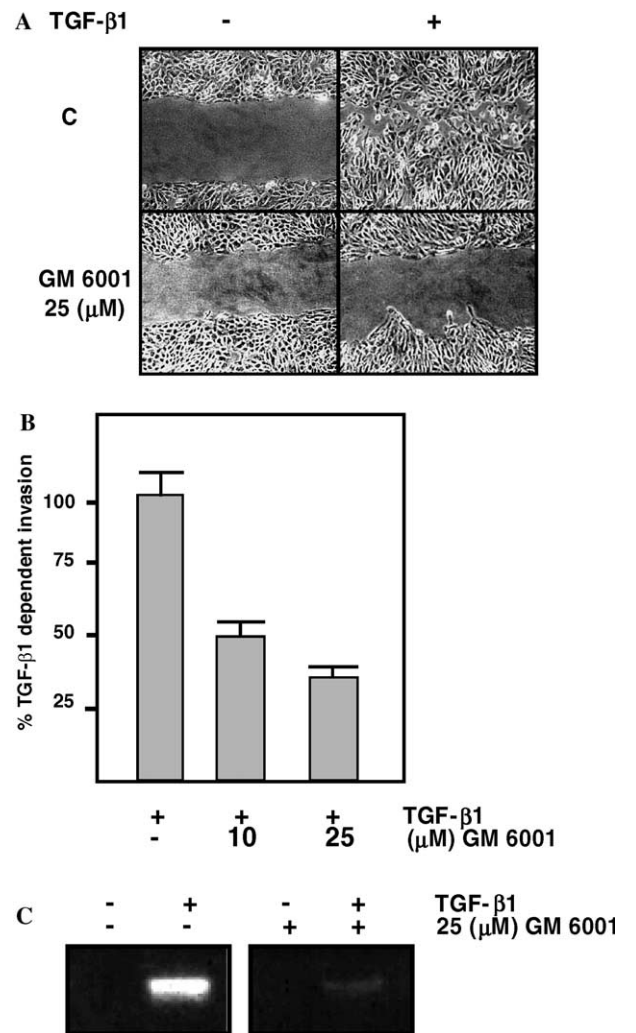 A TGF-β1 - +
C
GM 6001
25 (μM)
B
% TGF-β1 dependent invasion
100
75
50
25
+ + + TGF-β1
- 10 25 (μM) GM 6001
C - + - + TGF-β1
- - + + 25 (μM) GM 6001